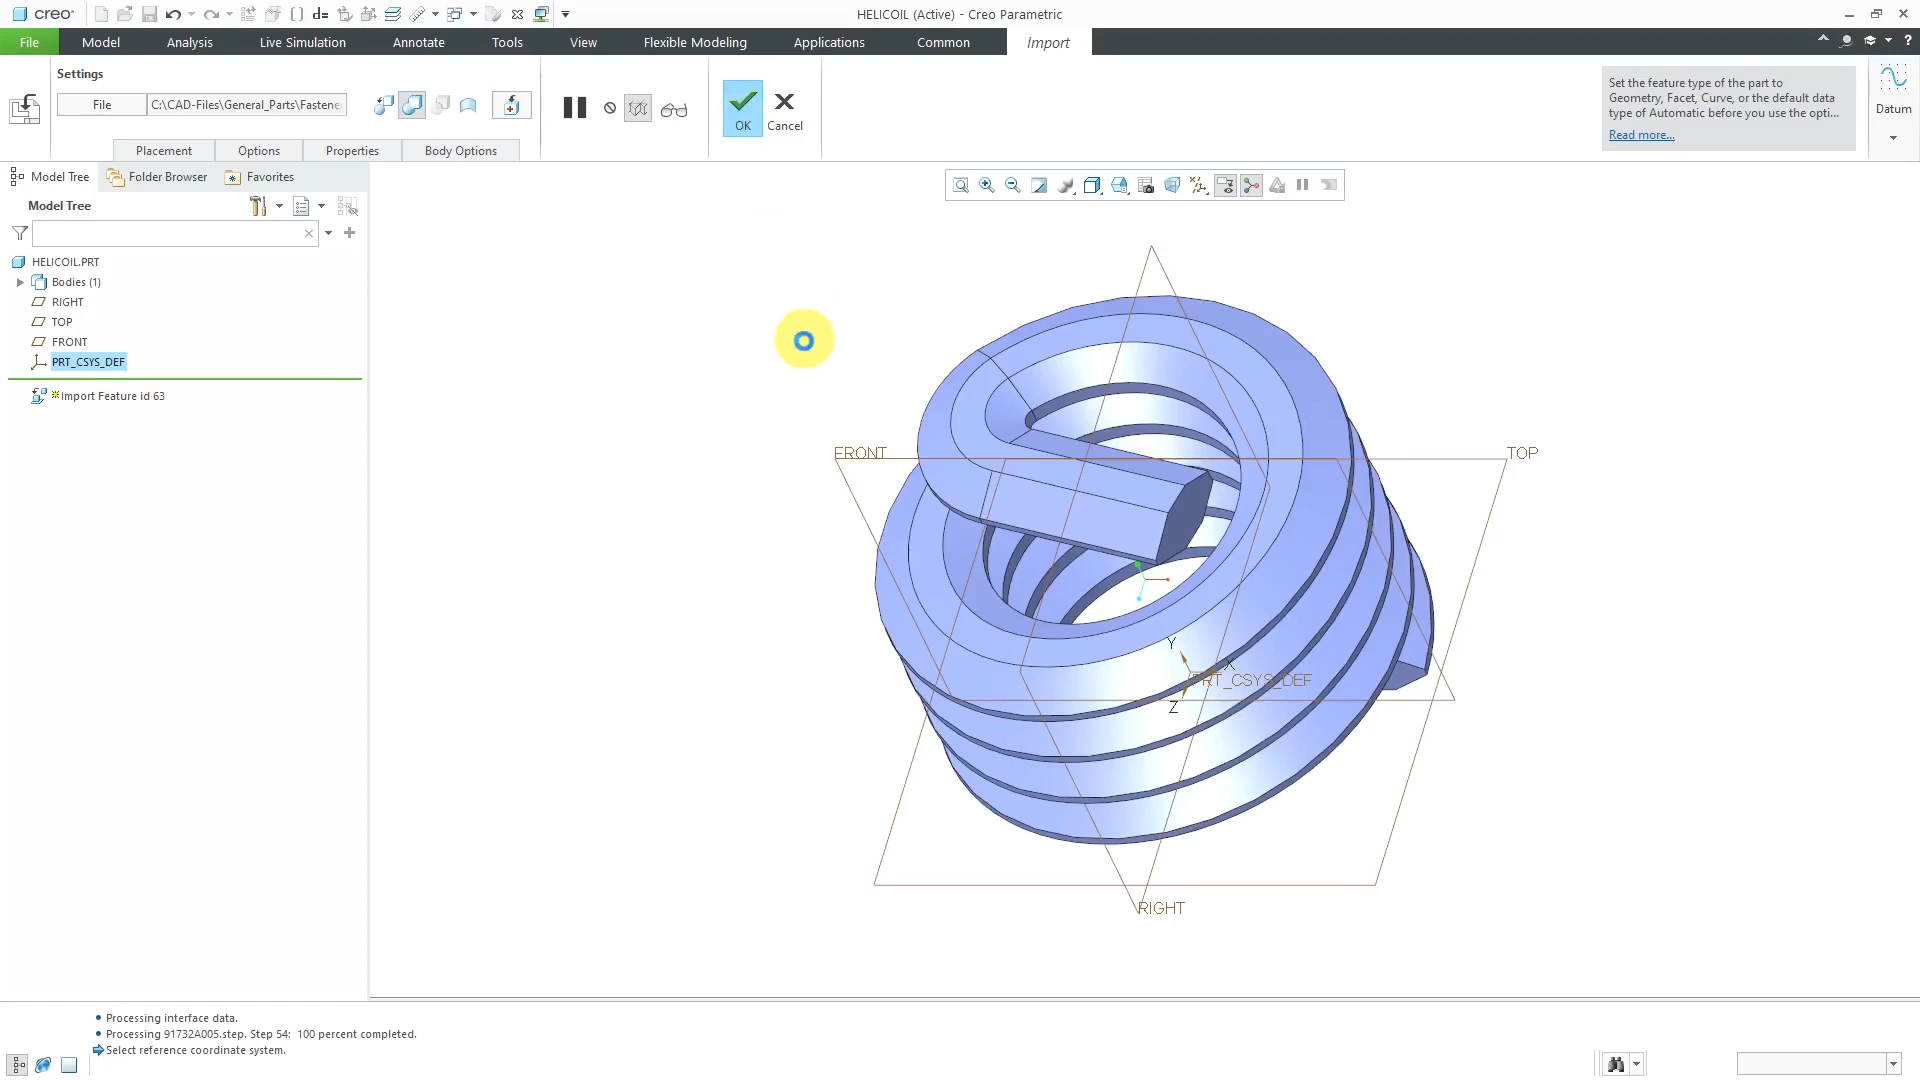 creo
HELICOIL (Active) - Creo Parametric
File Model Analysis Live Simulation Annotate Tools View Flexible Modeling Applications Common Import
Settings
File C:\CAD-Files\General_Parts\Fastene
OK Cancel
Placement Options Properties Body Options
Set the feature type of the part to
Geometry, Facet, Curve, or the default data
type of Automatic before you use the opti...
Read more...
Datum
Model Tree Folder Browser Favorites
Model Tree
HELICOIL.PRT
Bodies (1)
RIGHT
TOP
FRONT
PRT_CSYS_DEF
Import Feature id 63
FRONT
TOP
Y
X
PRT_CSYS_DEF
Z
RIGHT
Processing interface data.
Processing 91732A005.step. Step 54: 100 percent completed.
Select reference coordinate system.